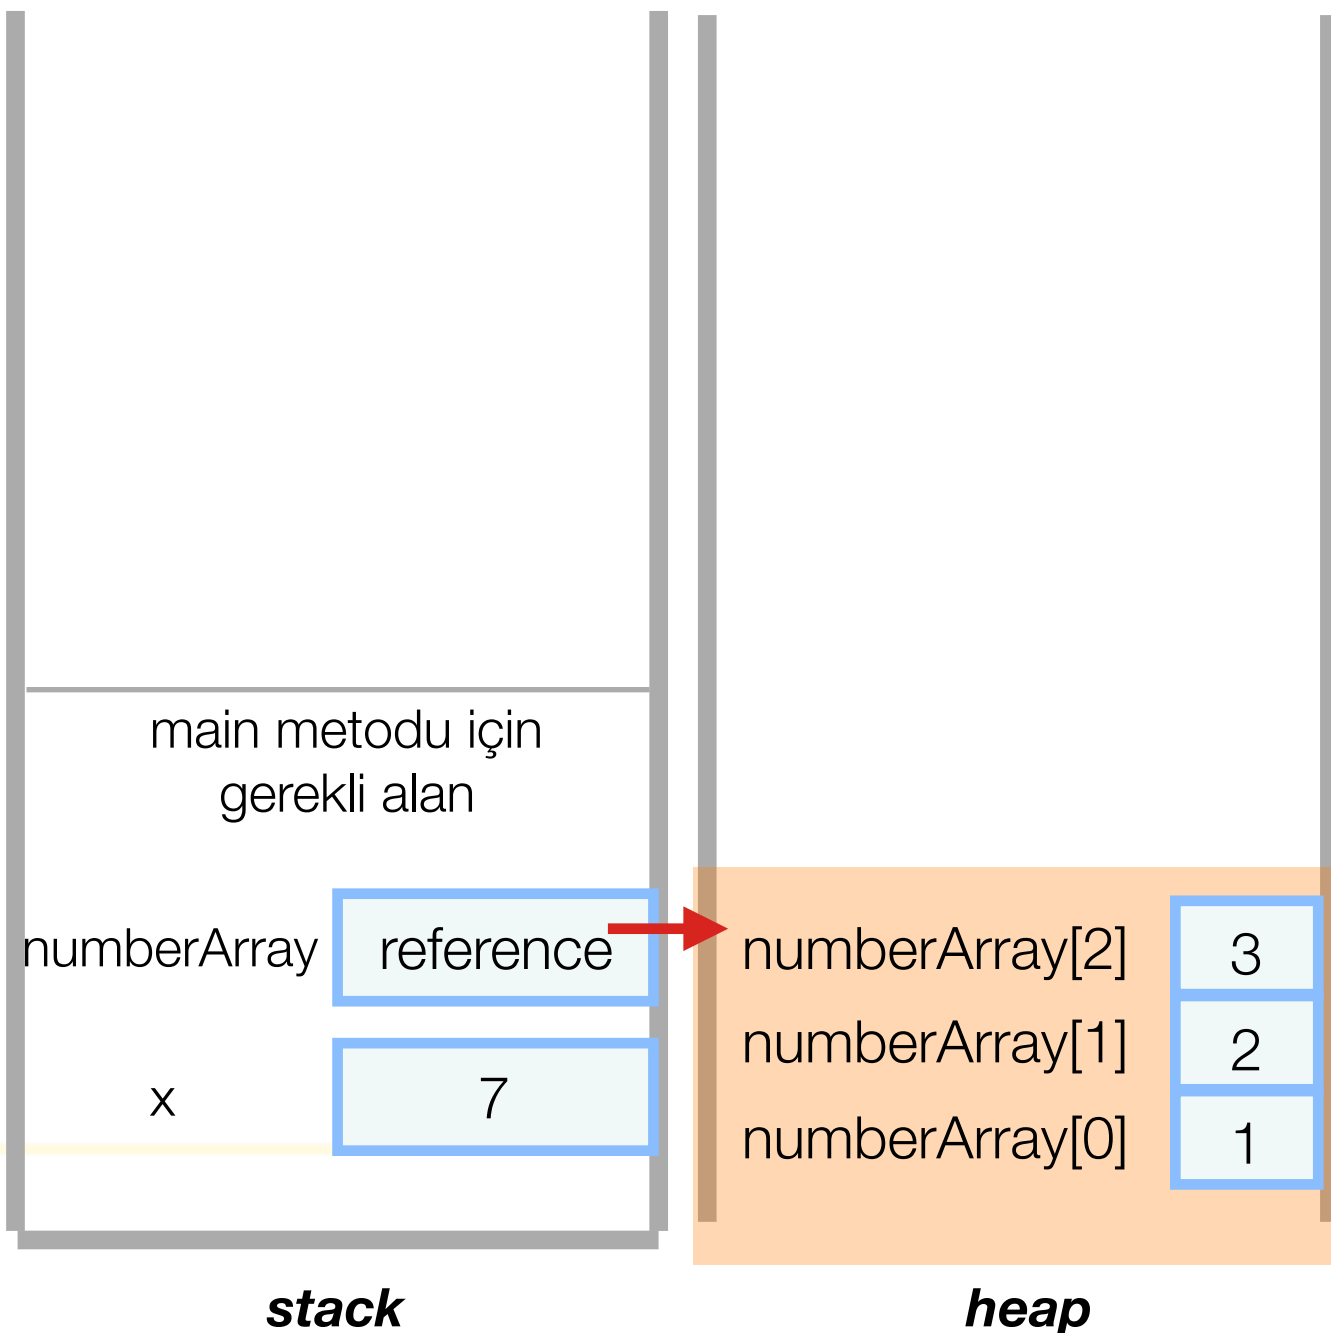 main metodu için
gerekli alan
numberArray reference
x 7
stack
numberArray[2] 3
numberArray[1] 2
numberArray[0] 1
heap